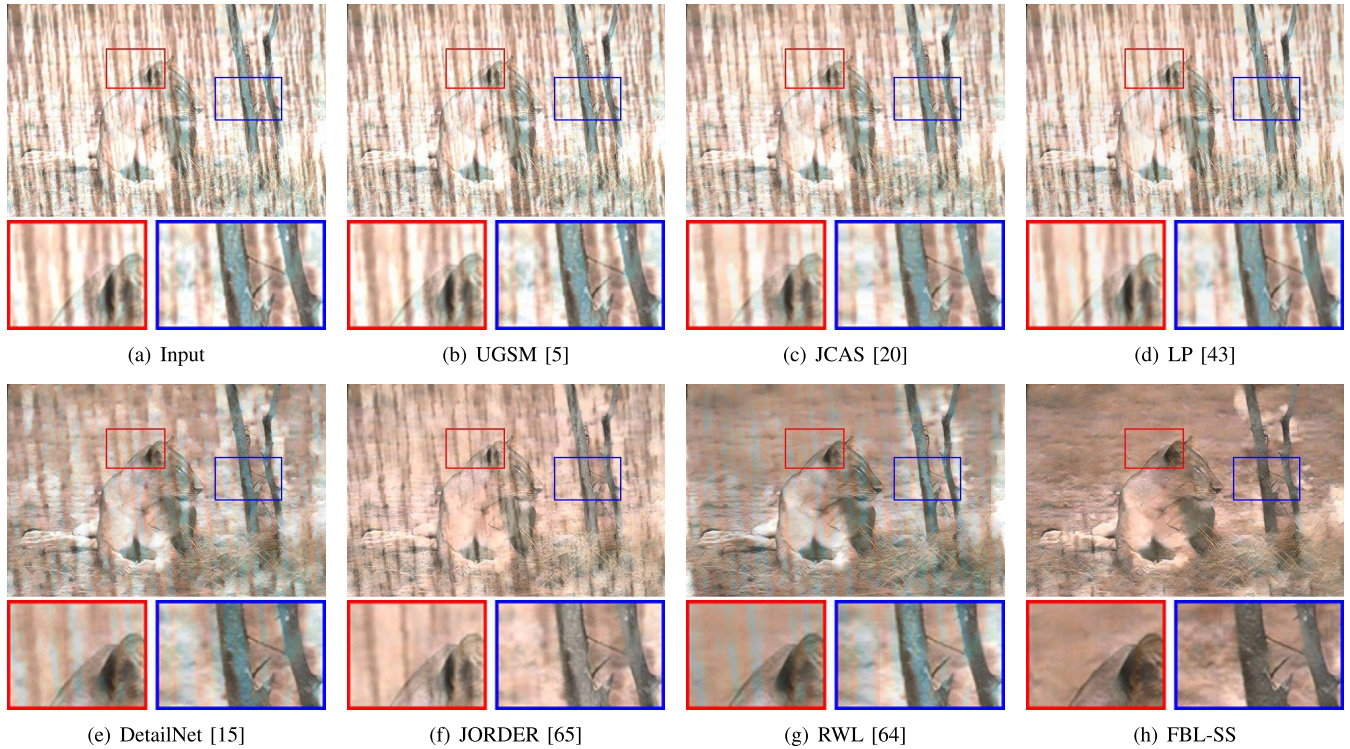 (a) Input
(b) UGSM [5]
(c) JCAS [20]
(d) LP [43]
(e) DetailNet [15]
(f) JORDER [65]
(g) RWL [64]
(h) FBL-SS